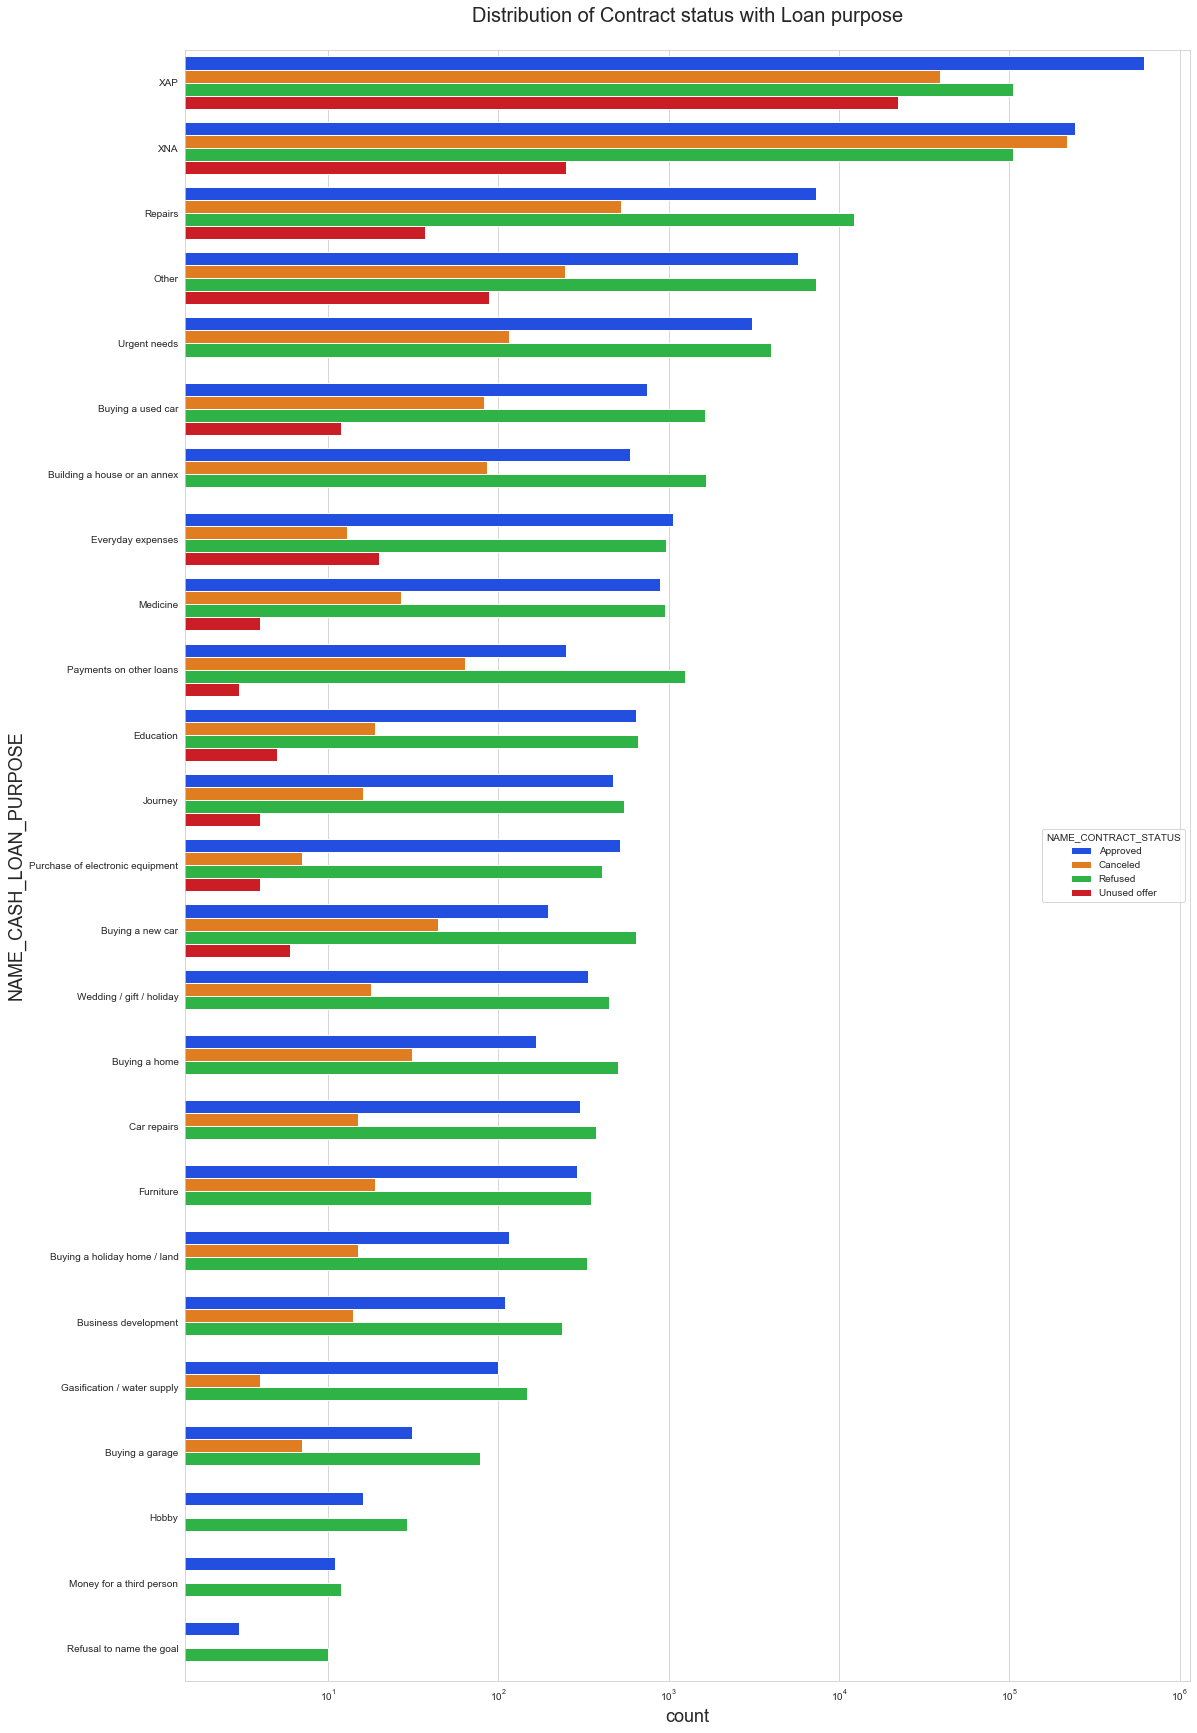 Distribution of Contract status with Loan purpose
XAP
XNA
Repairs
Other
Urgent needs
Buying a used car
Building a house or an annex
Everyday expenses
Medicine
Payments on other loans
Education
Journey
Purchase of electronic equipment
Buying a new car
Wedding / gift / holiday
Buying a home
Car repairs
Furniture
Buying a holiday home / land
Business development
Gasification / water supply
Buying a garage
Hobby
Money for a third person
Refusal to name the goal
NAME_CASH_LOAN_PURPOSE
NAME_CONTRACT_STATUS
Approved
Canceled
Refused
Unused offer
10¹ 10² 10³ 10⁴ 10⁵ 10⁶
count